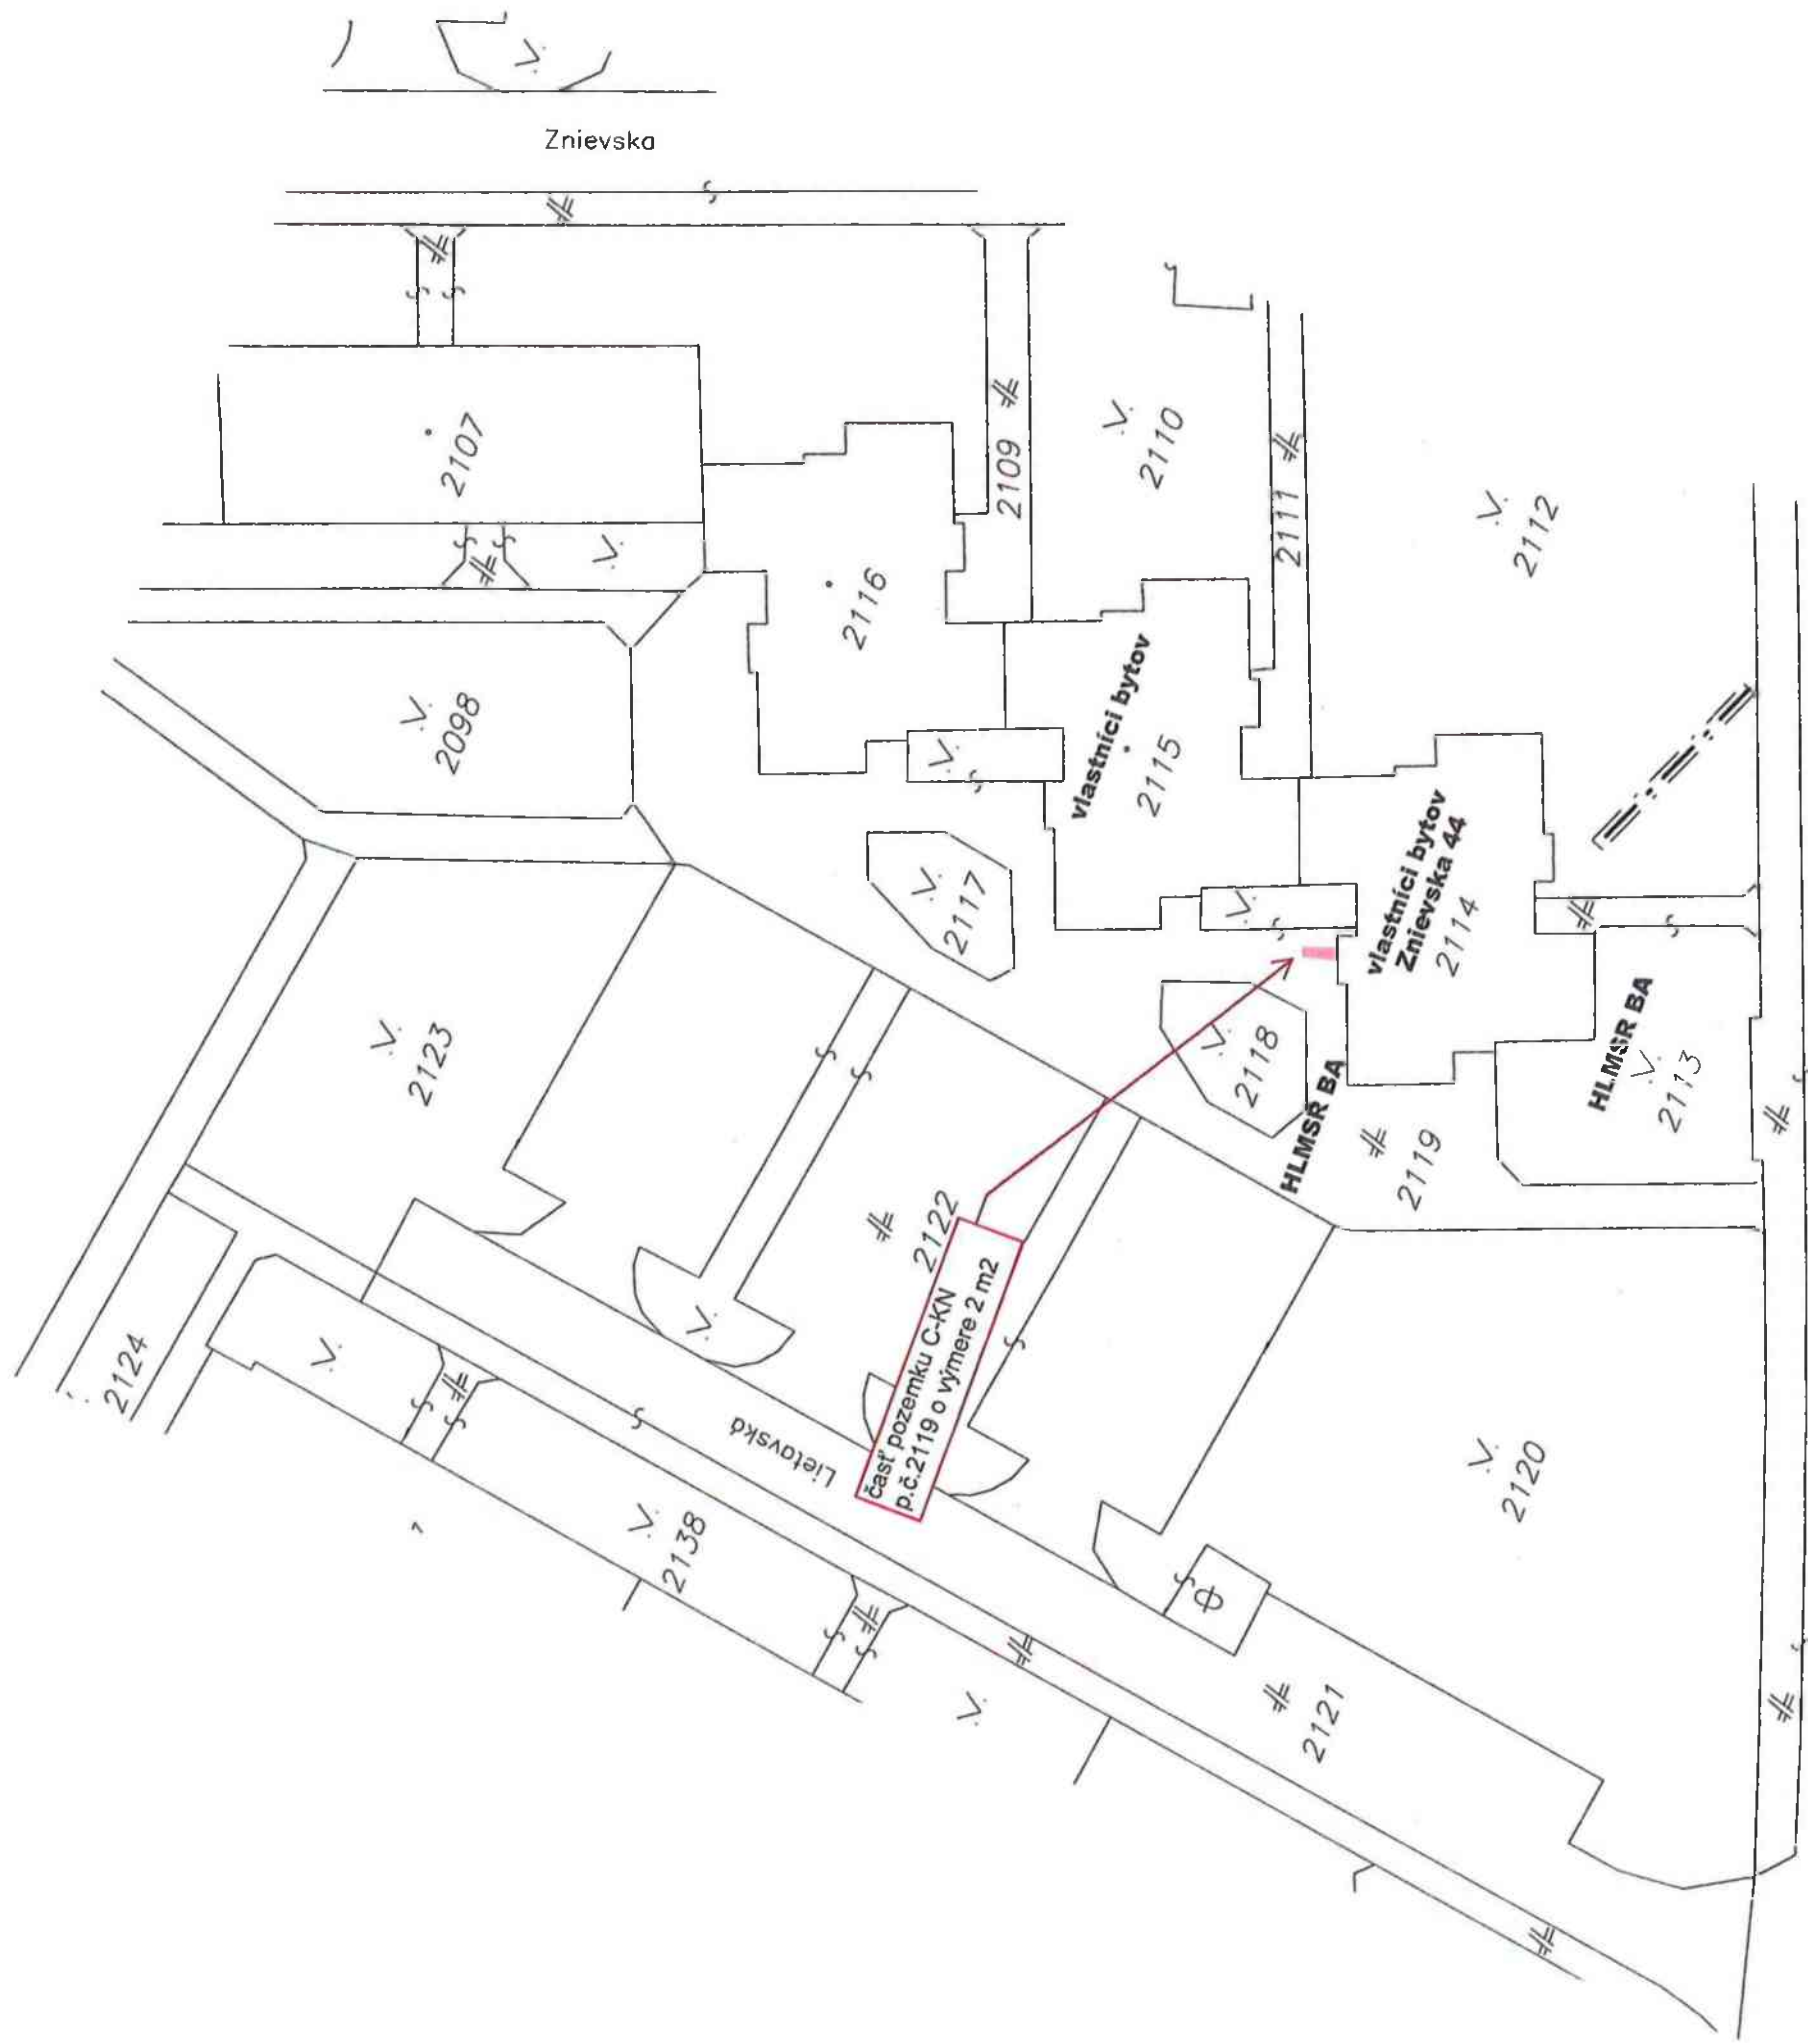 Znievska
2107
2109
2110
2111
2112
2116
vlastníci bytov
2115
2098
vlastníci bytov
Znievska 44
2114
2117
2118
HLMSR BA
2113
HLMSR BA
2119
2123
2122
časť pozemku C-KN
p.č.2119 o výmere 2 m2
2124
Lietavská
2138
2120
2121